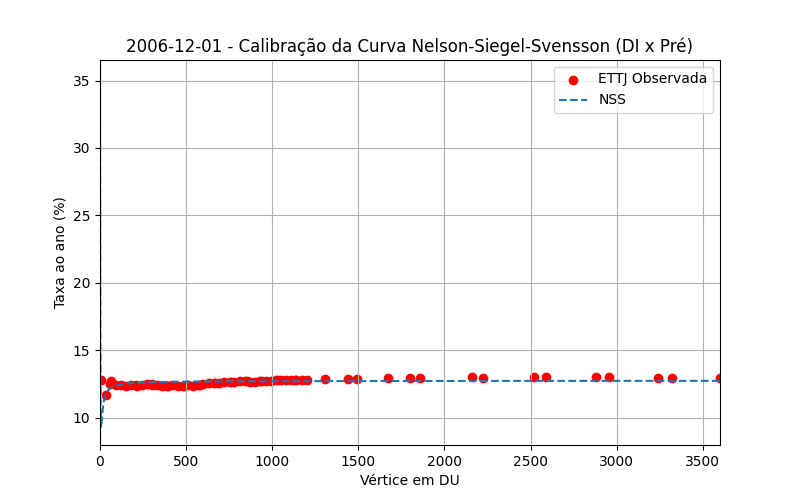 2006-12-01 - Calibração da Curva Nelson-Siegel-Svensson (DI x Pré)
ETTJ Observada
NSS
Taxa ao ano (%)
35
30
25
20
15
10
0 500 1000 1500 2000 2500 3000 3500
Vértice em DU